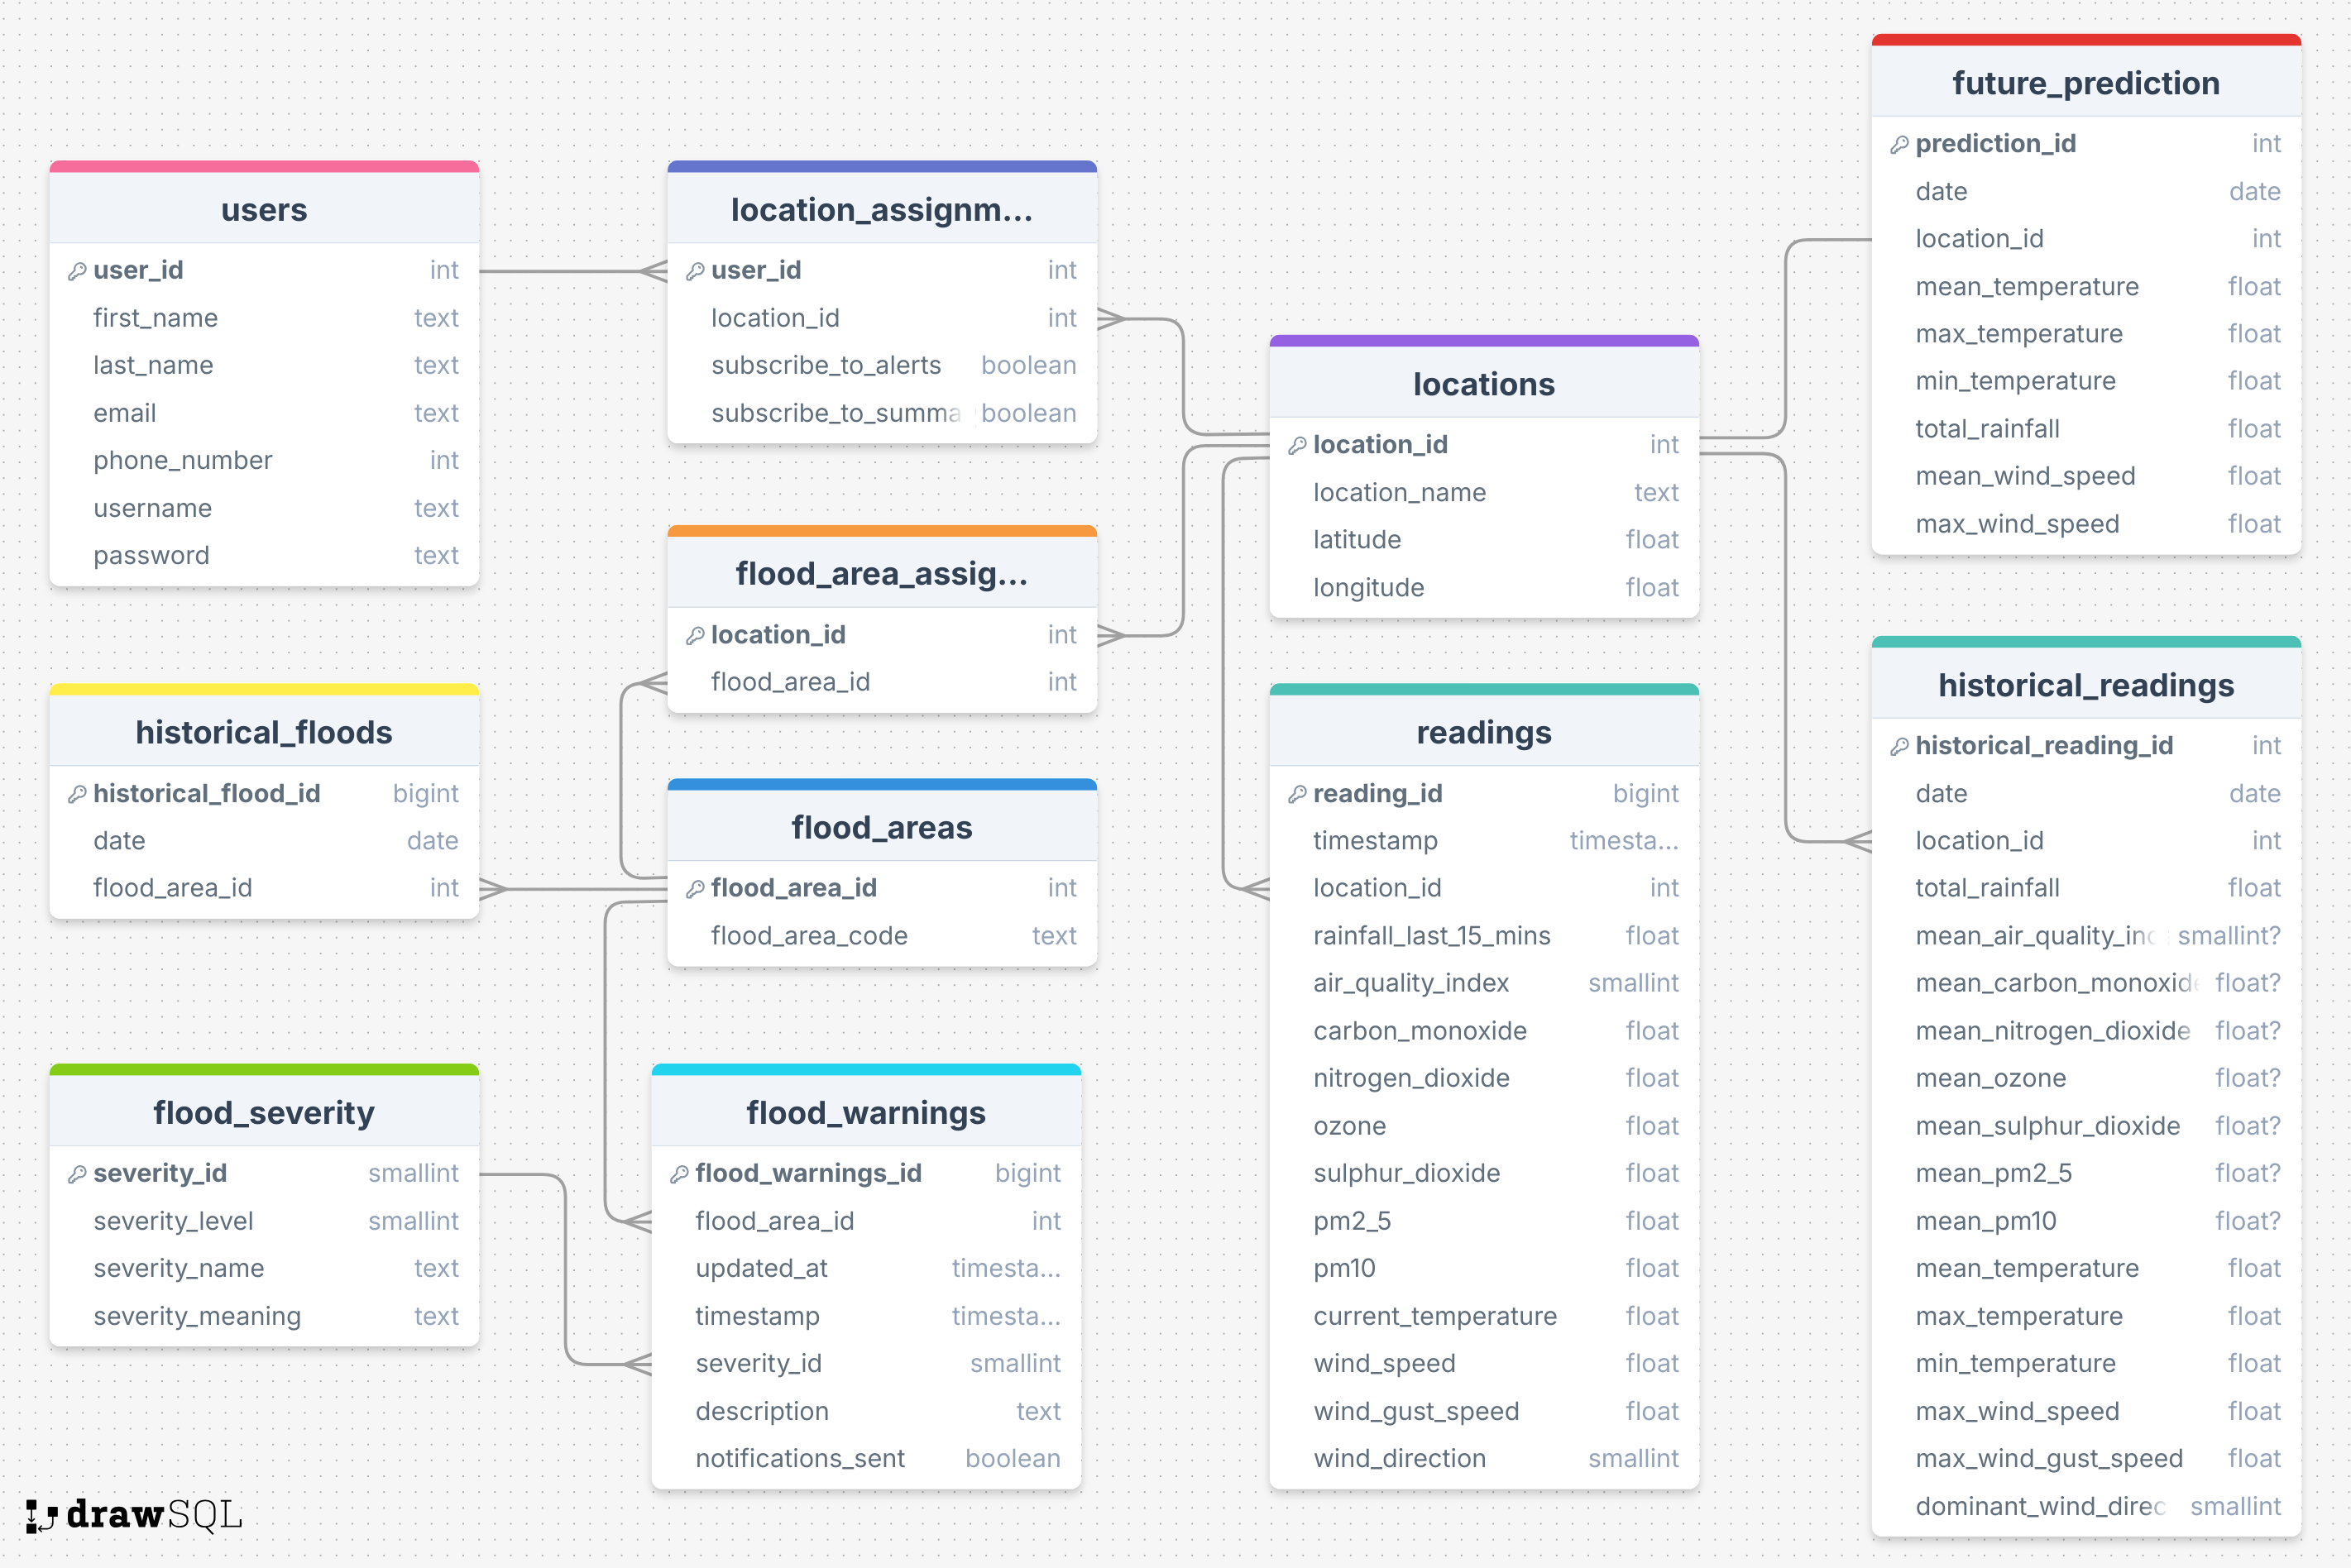 users
user_id int
first_name text
last_name text
email text
phone_number int
username text
password text
location_assignm...
user_id int
location_id int
subscribe_to_alerts boolean
subscribe_to_summa boolean
flood_area_assig...
location_id int
flood_area_id int
locations
location_id int
location_name text
latitude float
longitude float
future_prediction
prediction_id int
date date
location_id int
mean_temperature float
max_temperature float
min_temperature float
total_rainfall float
mean_wind_speed float
max_wind_speed float
historical_floods
historical_flood_id bigint
date date
flood_area_id int
flood_areas
flood_area_id int
flood_area_code text
readings
reading_id bigint
timestamp timesta...
location_id int
rainfall_last_15_mins float
air_quality_index smallint
carbon_monoxide float
nitrogen_dioxide float
ozone float
sulphur_dioxide float
pm2_5 float
pm10 float
current_temperature float
wind_speed float
wind_gust_speed float
wind_direction smallint
historical_readings
historical_reading_id int
date date
location_id int
total_rainfall float
mean_air_quality_inc smallint?
mean_carbon_monoxide float?
mean_nitrogen_dioxide float?
mean_ozone float?
mean_sulphur_dioxide float?
mean_pm2_5 float?
mean_pm10 float?
mean_temperature float
max_temperature float
min_temperature float
max_wind_speed float
max_wind_gust_speed float
dominant_wind_direc smallint
flood_severity
severity_id smallint
severity_level smallint
severity_name text
severity_meaning text
flood_warnings
flood_warnings_id bigint
flood_area_id int
updated_at timesta...
timestamp timesta...
severity_id smallint
description text
notifications_sent boolean
drawSQL